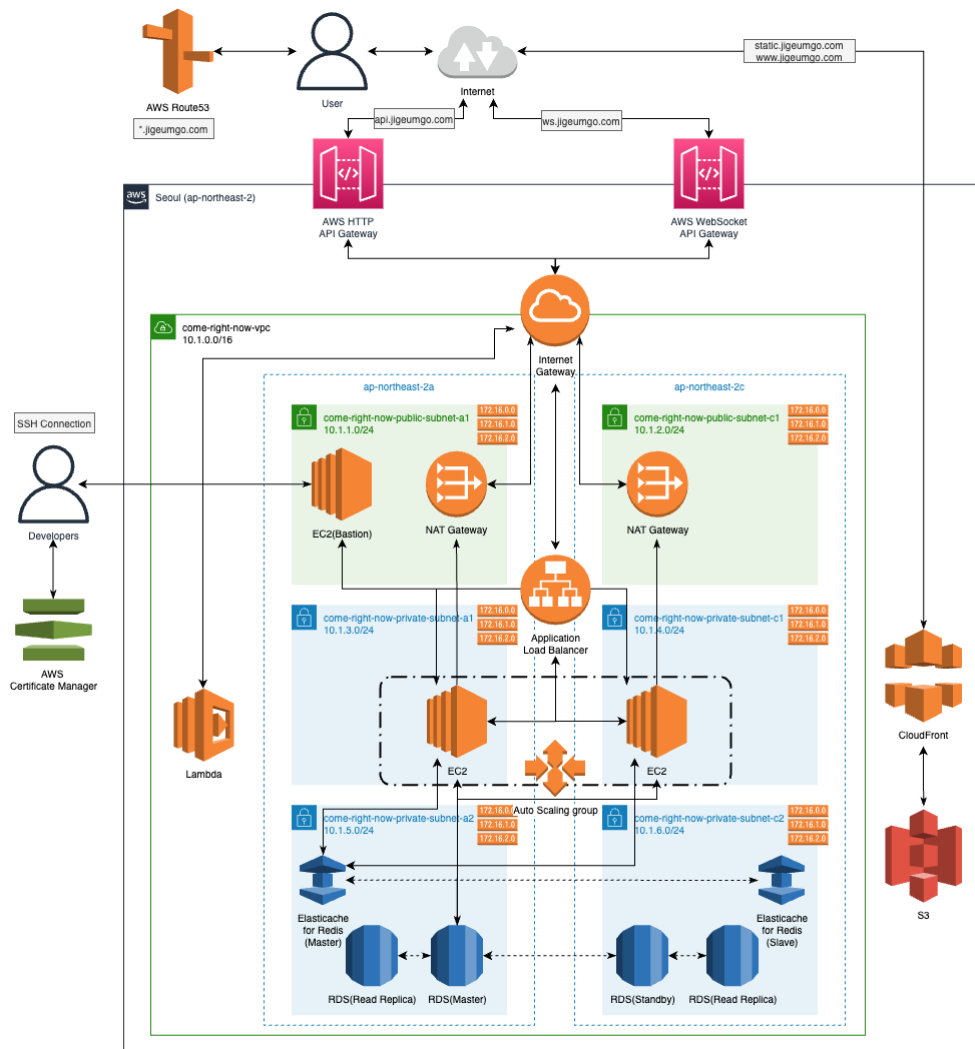 static.jigeumgo.com
www.jigeumgo.com
AWS Route53
*.jigeumgo.com
User
Internet
api.jigeumgo.com
ws.jigeumgo.com
aws
Seoul (ap-northeast-2)
AWS HTTP
API Gateway
AWS WebSocket
API Gateway
come-right-now-vpc
10.1.0.0/16
Internet
Gateway
ap-northeast-2a
ap-northeast-2c
come-right-now-public-subnet-a1
10.1.1.0/24
172.16.0.0
172.16.1.0
172.16.2.0
come-right-now-public-subnet-c1
10.1.2.0/24
172.16.0.0
172.16.1.0
172.16.2.0
SSH Connection
Developers
EC2(Bastion)
NAT Gateway
NAT Gateway
AWS
Certificate Manager
come-right-now-private-subnet-a1
10.1.3.0/24
172.16.0.0
172.16.1.0
172.16.2.0
Application
Load Balancer
come-right-now-private-subnet-c1
10.1.4.0/24
172.16.0.0
172.16.1.0
172.16.2.0
Lambda
EC2
EC2
CloudFront
Auto Scaling group
come-right-now-private-subnet-a2
10.1.5.0/24
172.16.0.0
172.16.1.0
172.16.2.0
come-right-now-private-subnet-c2
10.1.6.0/24
172.16.0.0
172.16.1.0
172.16.2.0
Elasticache
for Redis
(Master)
Elasticache
for Redis
(Slave)
S3
RDS(Read Replica)
RDS(Master)
RDS(Standby)
RDS(Read Replica)